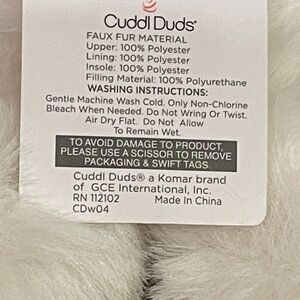 Cuddl Duds®
FAUX FUR MATERIAL
Upper: 100% Polyester
Lining: 100% Polyester
Insole: 100% Polyester
Filling Material: 100% Polyurethane
WASHING INSTRUCTIONS:
Gentle Machine Wash Cold. Only Non-Chlorine
Bleach When Needed. Do Not Wring Or Twist.
Air Dry Flat. Do Not Allow
To Remain Wet.
TO AVOID DAMAGE TO PRODUCT,
PLEASE USE A SCISSOR TO REMOVE
PACKAGING & SWIFT TAGS
Cuddl Duds® a Komar brand
of GCE International, Inc.
RN 112102 Made In China
CDw04